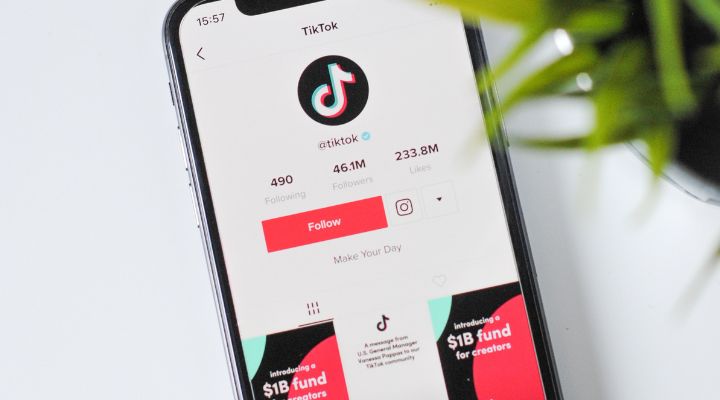 15:57
TikTok
@tiktok
490
Following
46.1M
Followers
233.8M
Likes
Follow
Make Your Day
introducing a
$1B fund
for creators
A message from
U.S. General Manager
Vanessa Pappas to our
TikTok community
introducing a
$1B fund
for creators